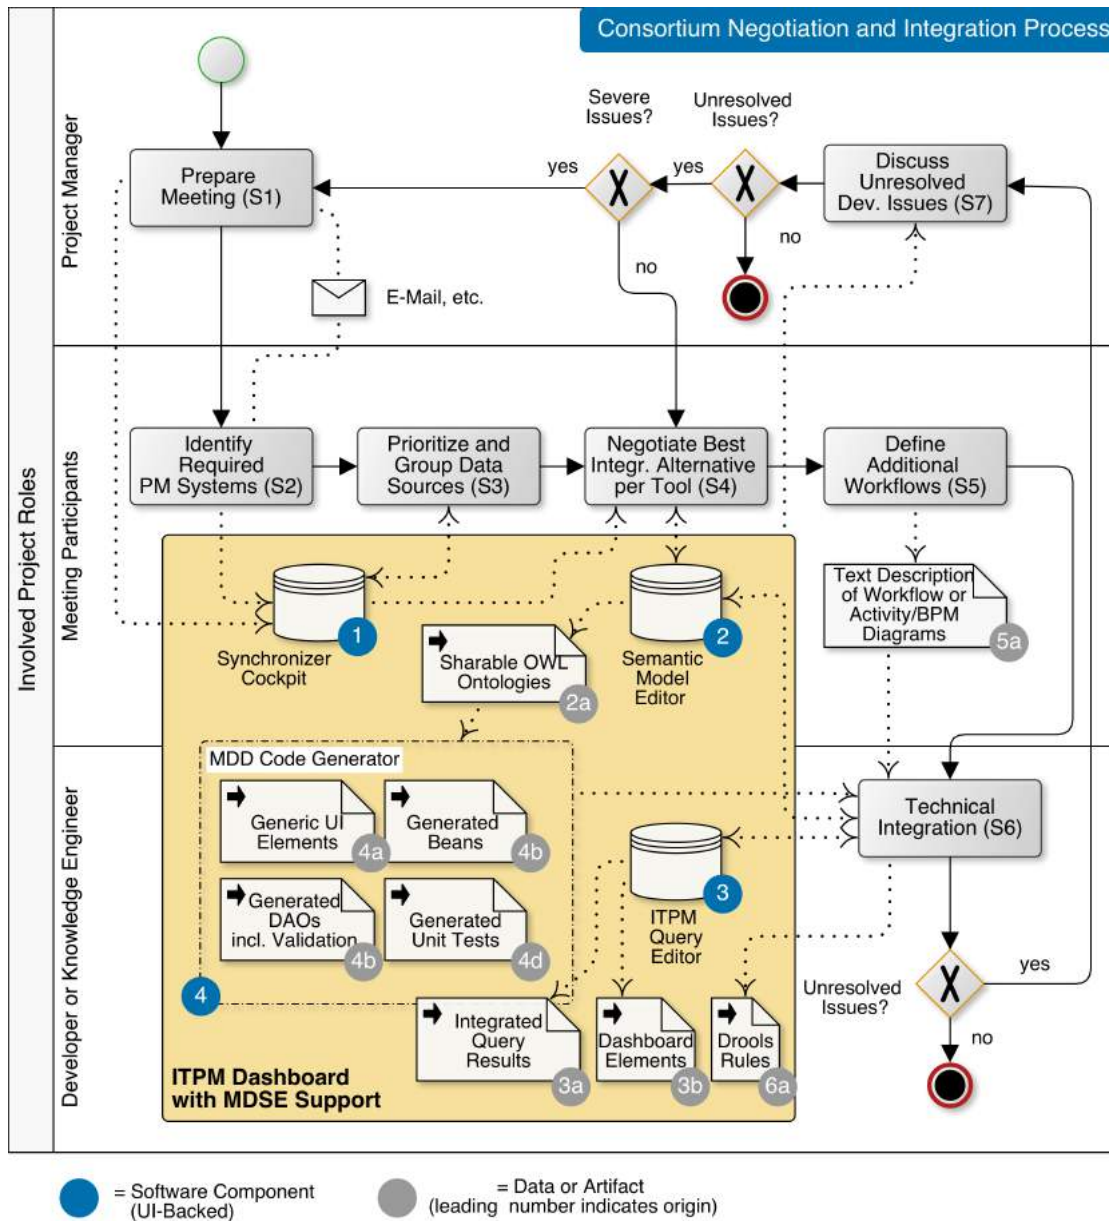 Consortium Negotiation and Integration Process
Involved Project Roles
Project Manager
Prepare
Meeting (S1)
Severe
Issues?
Unresolved
Issues?
yes
yes
no
no
Discuss
Unresolved
Dev. Issues (S7)
E-Mail, etc.
Meeting Participants
Identify
Required
PM Systems (S2)
Prioritize and
Group Data
Sources (S3)
Negotiate Best
Integr. Alternative
per Tool (S4)
Define
Additional
Workflows (S5)
1
Synchronizer
Cockpit
Sharable OWL
Ontologies
2a
2
Semantic
Model
Editor
Text Description
of Workflow or
Activity/BPM
Diagrams
5a
Developer or Knowledge Engineer
MDD Code Generator
Generic UI
Elements
4a
Generated
Beans
4b
Generated
DAOs
incl. Validation
4b
Generated
Unit Tests
4d
4
3
ITPM
Query
Editor
Technical
Integration (S6)
Integrated
Query
Results
3a
Dashboard
Elements
3b
Drools
Rules
6a
Unresolved
Issues?
yes
no
ITPM Dashboard
with MDSE Support
= Software Component
(UI-Backed)
= Data or Artifact
(leading number indicates origin)